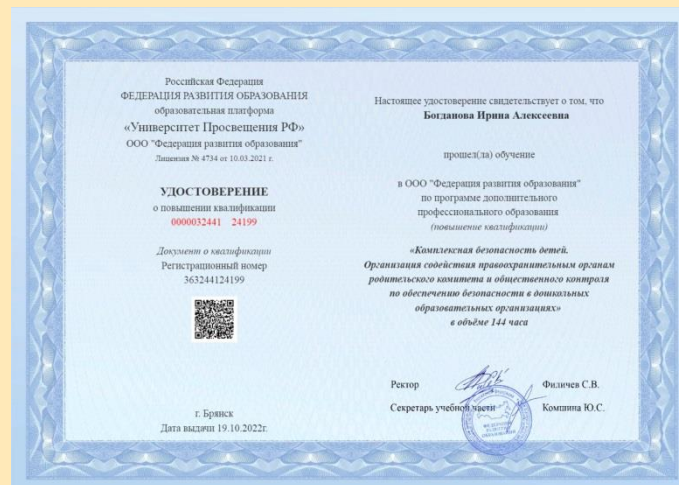 Российская Федерация
ФЕДЕРАЦИЯ РАЗВИТИЯ ОБРАЗОВАНИЯ
образовательная платформа
«Университет Просвещения РФ»
ООО "Федерация развития образования"
Лицензия № 4734 от 10.03.2021 г.
УДОСТОВЕРЕНИЕ
о повышении квалификации
0000032441 24199
Документ о квалификации
Регистрационный номер
363244124199
г. Брянск
Дата выдачи 19.10.2022г.
Настоящее удостоверение свидетельствует о том, что
Богданова Ирина Алексеевна
прошел(ла) обучение
в ООО "Федерация развития образования"
по программе дополнительного
профессионального образования
(повышение квалификации)
«Комплексная безопасность детей.
Организация содействия правоохранительным органам
родительского комитета и общественного контроля
по обеспечению безопасности в дошкольных
образовательных организациях»
в объёме 144 часа
Ректор Филичев С.В.
Секретарь учебной части Компина Ю.С.